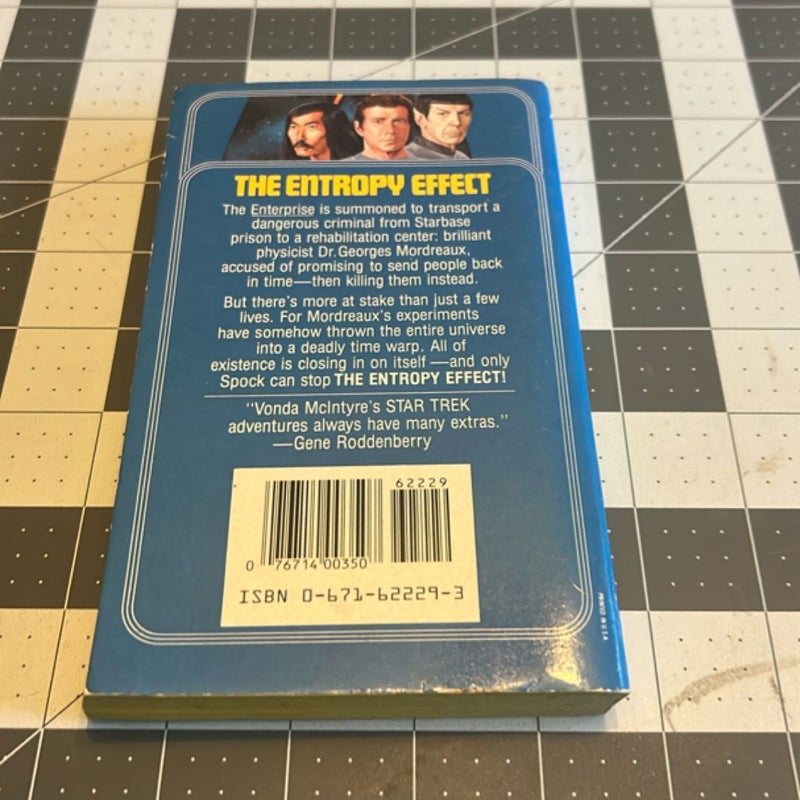 THE ENTROPY EFFECT
The Enterprise is summoned to transport a
dangerous criminal from Starbase
prison to a rehabilitation center: brilliant
physicist Dr. Georges Mordreaux,
accused of promising to send people back
in time—then killing them instead.
But there's more at stake than just a few
lives. For Mordreaux's experiments
have somehow thrown the entire universe
into a deadly time warp. All of
existence is closing in on itself—and only
Spock can stop THE ENTROPY EFFECT!
"Vonda McIntyre's STAR TREK
adventures always have many extras."
—Gene Roddenberry
62229
0 76714 00350
ISBN 0-671-62229-3
PRINTED IN U.S.A.